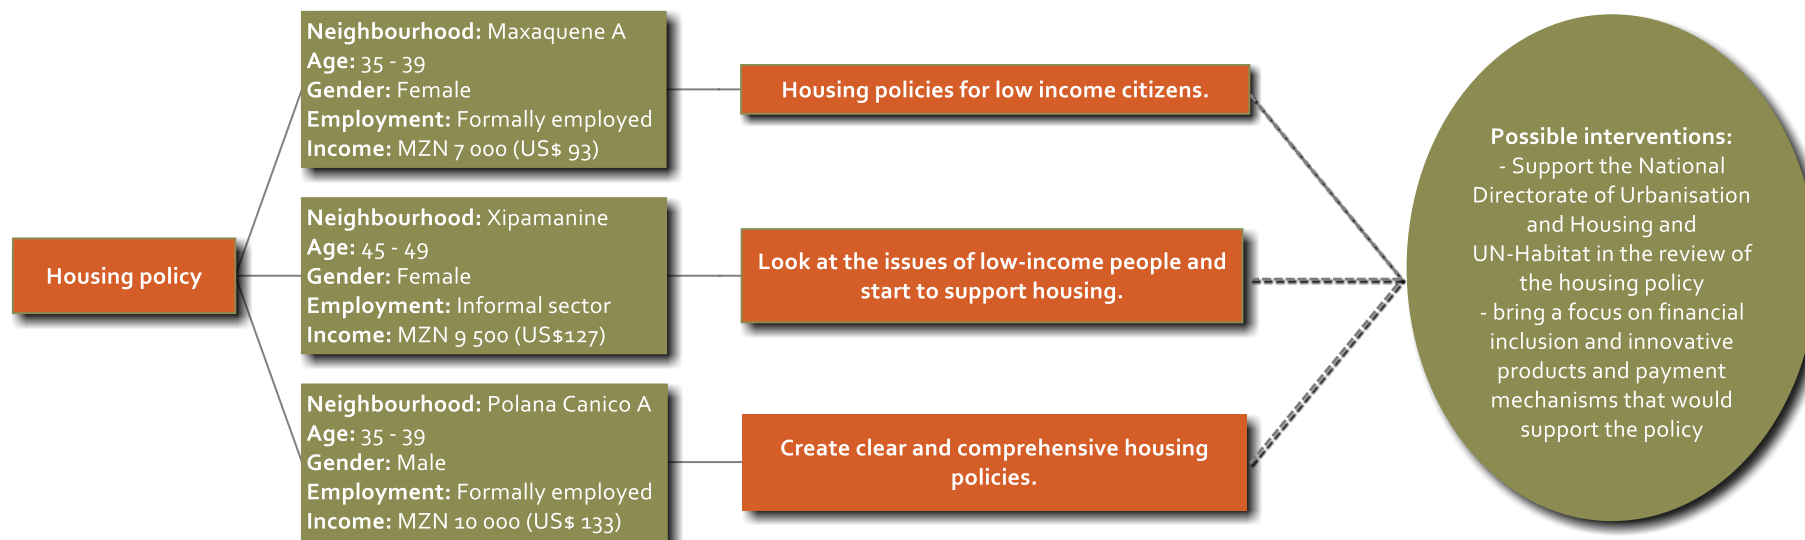 Housing policy
Neighbourhood: Maxaquene A
Age: 35 - 39
Gender: Female
Employment: Formally employed
Income: MZN 7 000 (US$ 93)
Housing policies for low income citizens.
Neighbourhood: Xipamanine
Age: 45 - 49
Gender: Female
Employment: Informal sector
Income: MZN 9 500 (US$127)
Look at the issues of low-income people and
start to support housing.
Neighbourhood: Polana Canico A
Age: 35 - 39
Gender: Male
Employment: Formally employed
Income: MZN 10 000 (US$ 133)
Create clear and comprehensive housing
policies.
Possible interventions:
- Support the National
Directorate of Urbanisation
and Housing and
UN-Habitat in the review of
the housing policy
- bring a focus on financial
inclusion and innovative
products and payment
mechanisms that would
support the policy